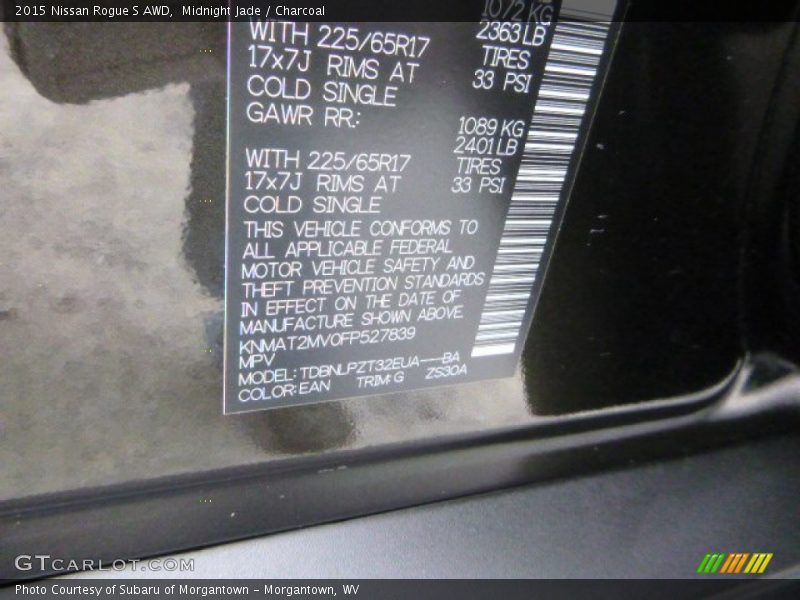 2015 Nissan Rogue S AWD, Midnight Jade / Charcoal
1072 KG
WITH 225/65R17 2363 LB
17x7J RIMS AT TIRES
COLD SINGLE 33 PSI
GAWR RR:
1089 KG
2401 LB
WITH 225/65R17 TIRES
17x7J RIMS AT 33 PSI
COLD SINGLE
THIS VEHICLE CONFORMS TO
ALL APPLICABLE FEDERAL
MOTOR VEHICLE SAFETY AND
THEFT PREVENTION STANDARDS
IN EFFECT ON THE DATE OF
MANUFACTURE SHOWN ABOVE.
KNMAT2MV0FP527839
MPV
MODEL: TDBNLPZT32EUA---BA
COLOR:EAN TRIM:G ZS30A
GTCARLOT.COM
Photo Courtesy of Subaru of Morgantown - Morgantown, WV